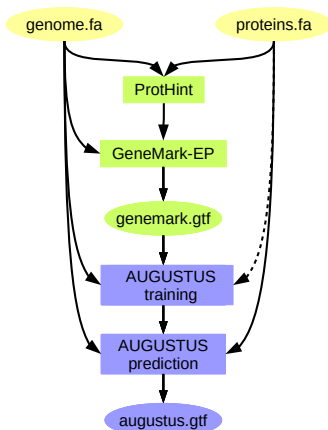 genome.fa
proteins.fa
ProtHint
GeneMark-EP
genemark.gtf
AUGUSTUS
training
AUGUSTUS
prediction
augustus.gtf